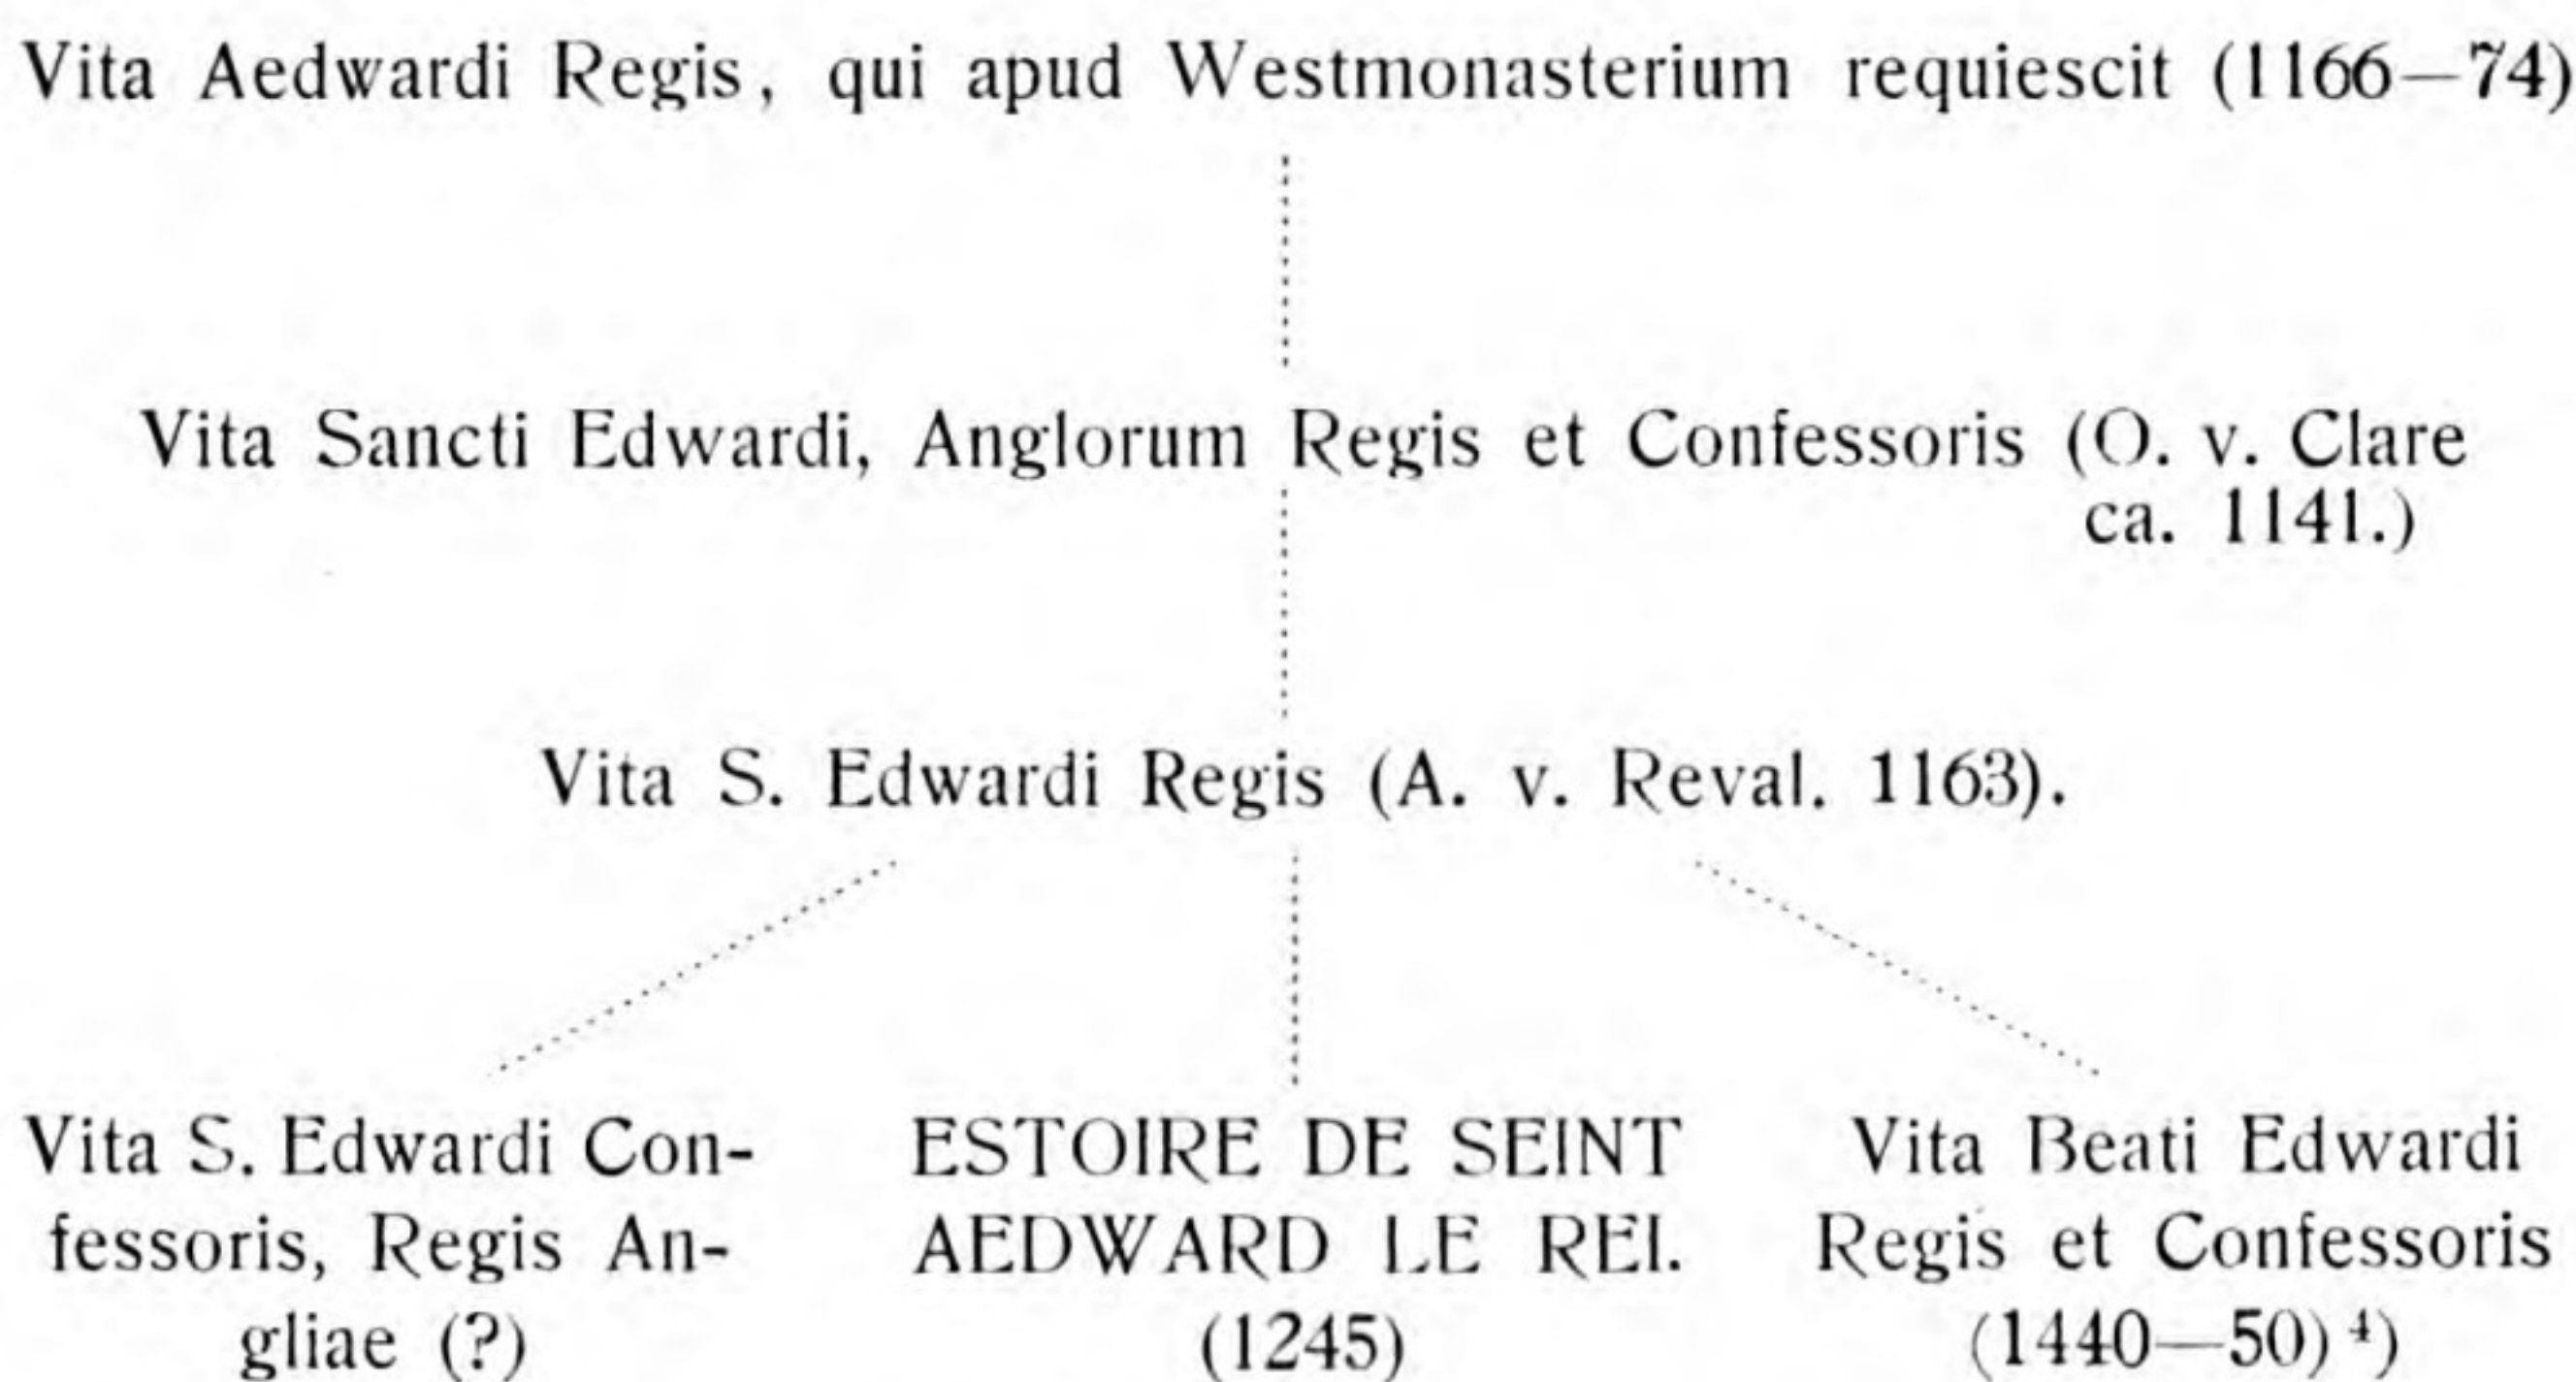 Vita Aedwardi Regis, qui apud Westmonasterium requiescit (1166—74)
Vita Sancti Edwardi, Anglorum Regis et Confessoris (O. v. Clare
ca. 1141.)
Vita S. Edwardi Regis (A. v. Reval. 1163).
Vita S. Edwardi Con-
fessoris, Regis An-
gliae (?)
ESTOIRE DE SEINT
AEDWARD LE REI.
(1245)
Vita Beati Edwardi
Regis et Confessoris
(1440—50) ⁴)